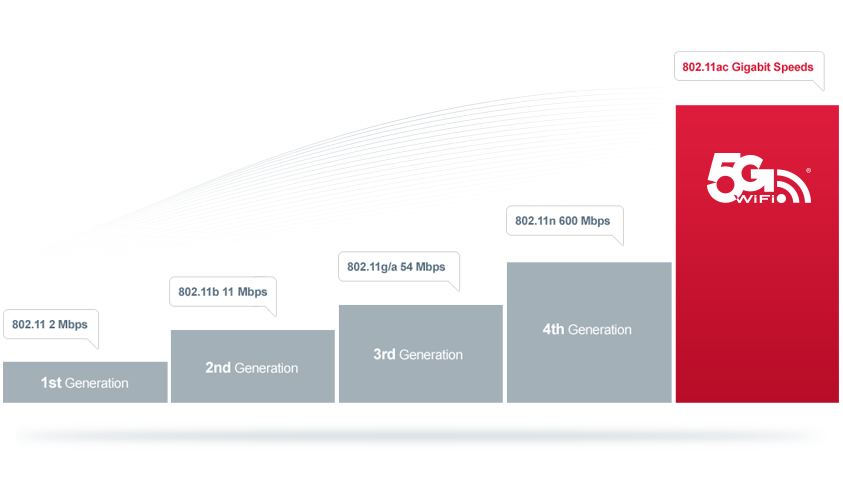 802.11ac Gigabit Speeds
5G
WiFi
®
802.11n 600 Mbps
802.11g/a 54 Mbps
802.11b 11 Mbps
802.11 2 Mbps
1st Generation
2nd Generation
3rd Generation
4th Generation